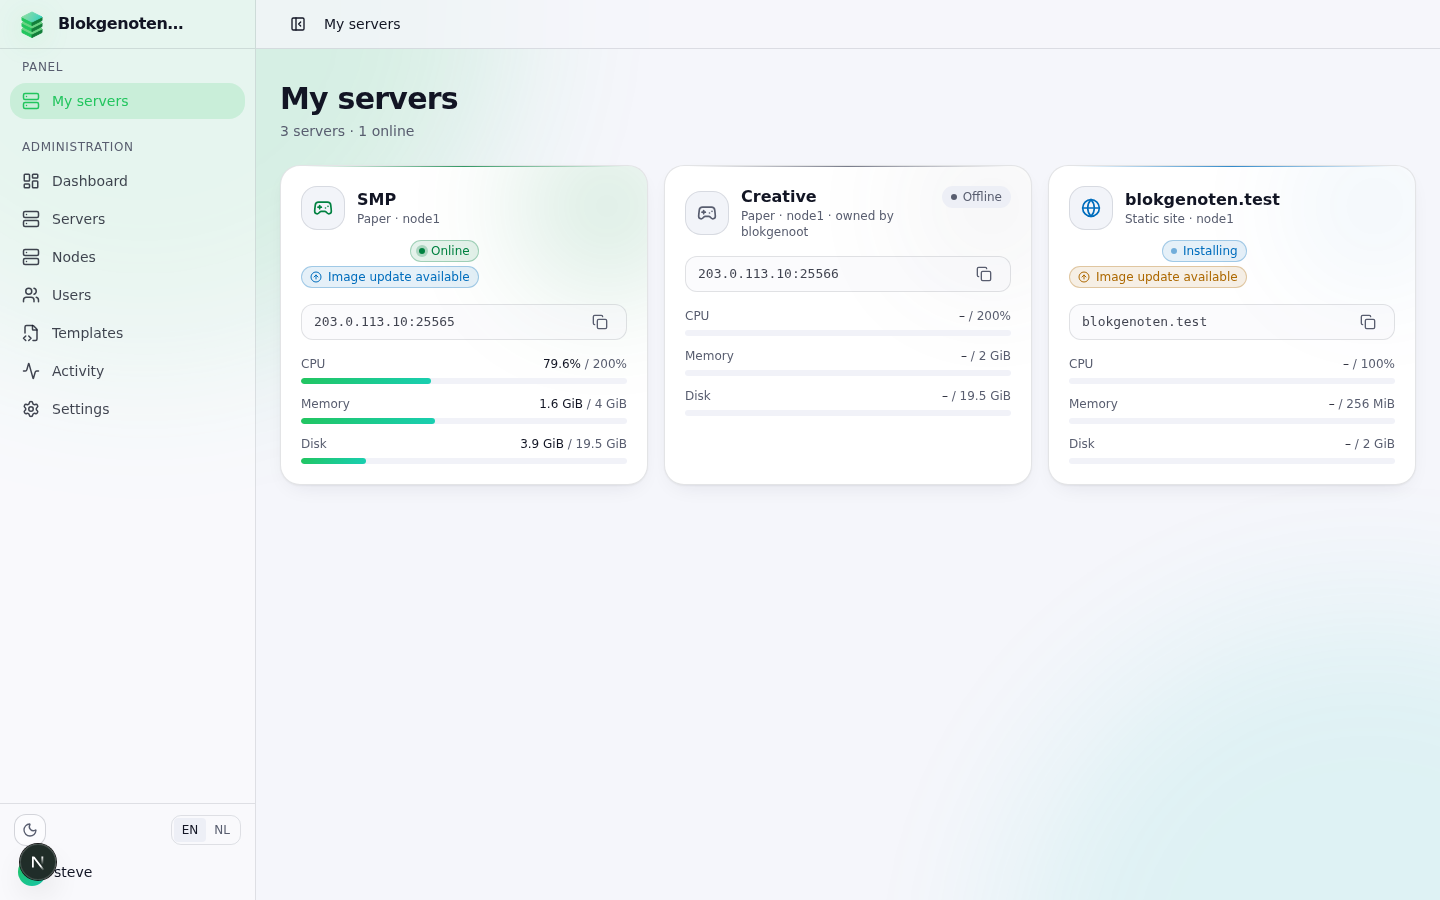 Blokgenoten...
My servers
PANEL
My servers
ADMINISTRATION
Dashboard
Servers
Nodes
Users
Templates
Activity
Settings
EN NL
N
steve
My servers
3 servers · 1 online
SMP
Paper · node1
Online
Image update available
203.0.113.10:25565
CPU 79.6% / 200%
Memory 1.6 GiB / 4 GiB
Disk 3.9 GiB / 19.5 GiB
Creative
Offline
Paper · node1 · owned by
blokgenoot
203.0.113.10:25566
CPU – / 200%
Memory – / 2 GiB
Disk – / 19.5 GiB
blokgenoten.test
Static site · node1
Installing
Image update available
blokgenoten.test
CPU – / 100%
Memory – / 256 MiB
Disk – / 2 GiB